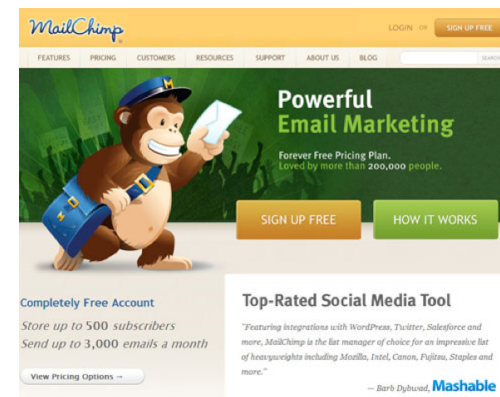 MailChimp
LOGIN OR SIGN UP FREE
FEATURES PRICING CUSTOMERS RESOURCES SUPPORT ABOUT US BLOG SEARCH
Powerful
Email Marketing
Forever Free Pricing Plan.
Loved by more than 200,000 people.
SIGN UP FREE HOW IT WORKS
Completely Free Account
Store up to 500 subscribers
Send up to 3,000 emails a month
View Pricing Options →
Top-Rated Social Media Tool
"Featuring integrations with WordPress, Twitter, Salesforce and
more, MailChimp is the list manager of choice for an impressive list
of heavyweights including Mozilla, Intel, Canon, Fujitsu, Staples and
more."
— Barb Dybwad, Mashable